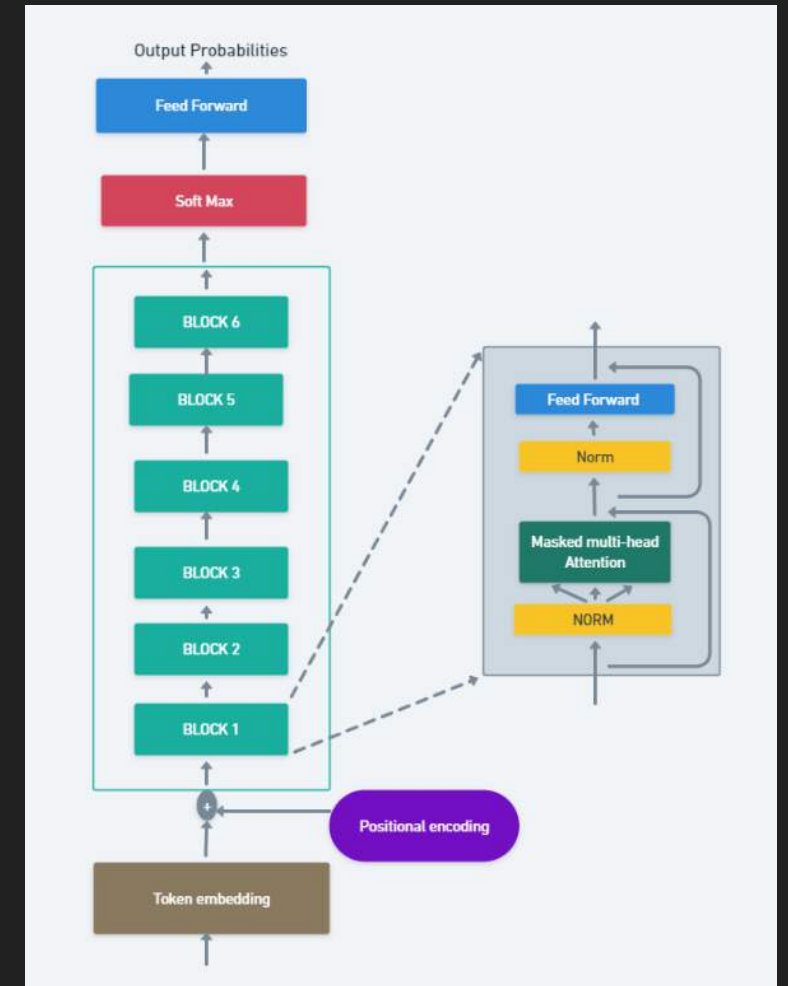 Output Probabilities
Feed Forward
Soft Max
BLOCK 6
BLOCK 5
BLOCK 4
BLOCK 3
BLOCK 2
BLOCK 1
+
Positional encoding
Token embedding
Feed Forward
Norm
Masked multi-head
Attention
NORM